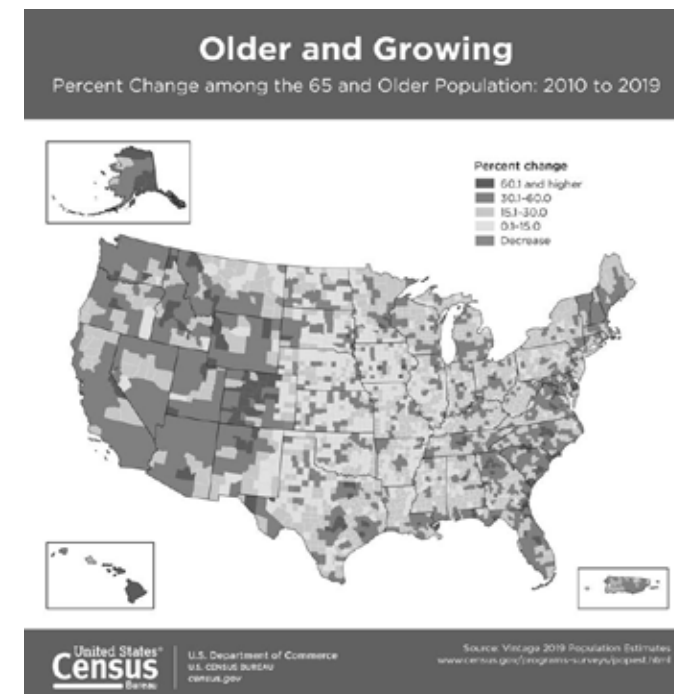 Older and Growing
Percent Change among the 65 and Older Population: 2010 to 2019
Percent change
60.1 and higher
30.1-60.0
15.1-30.0
0.1-15.0
Decrease
United States®
Census
Bureau
U.S. Department of Commerce
U.S. CENSUS BUREAU
census.gov
Source: Vintage 2019 Population Estimates
www.census.gov/programs-surveys/popest.html